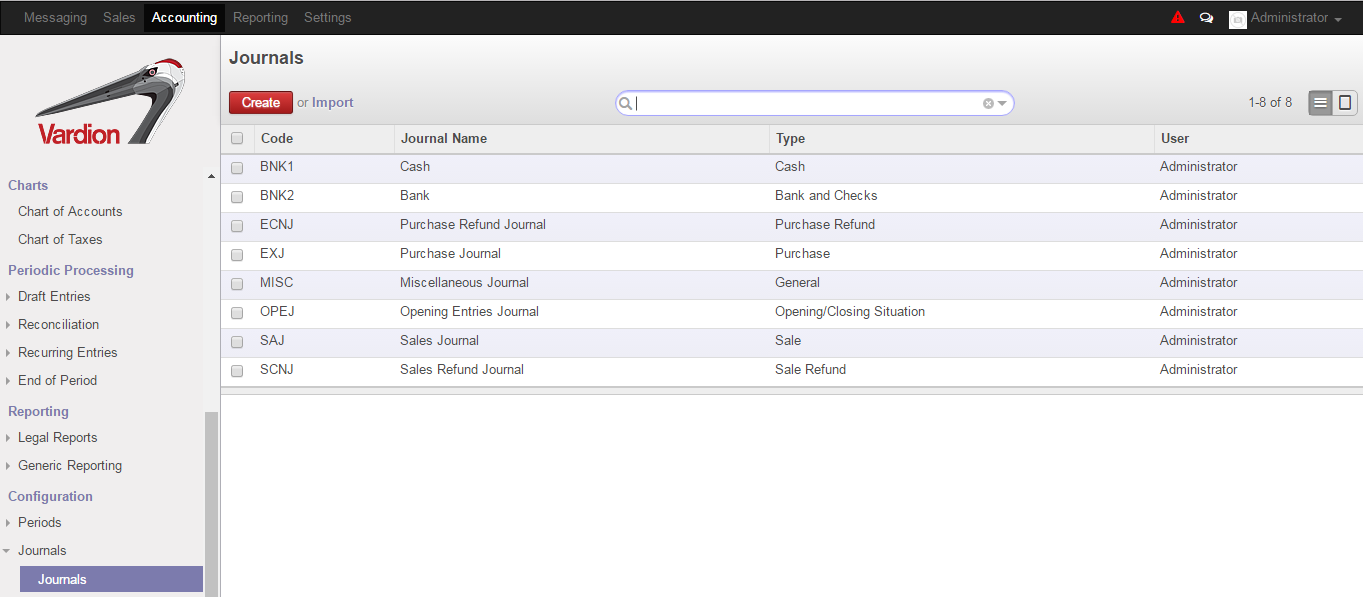 Messaging Sales Accounting Reporting Settings Administrator
Vardion
Charts
Chart of Accounts
Chart of Taxes
Periodic Processing
Draft Entries
Reconciliation
Recurring Entries
End of Period
Reporting
Legal Reports
Generic Reporting
Configuration
Periods
Journals
Journals
Journals
Create or Import 1-8 of 8
Code Journal Name Type User
BNK1 Cash Cash Administrator
BNK2 Bank Bank and Checks Administrator
ECNJ Purchase Refund Journal Purchase Refund Administrator
EXJ Purchase Journal Purchase Administrator
MISC Miscellaneous Journal General Administrator
OPEJ Opening Entries Journal Opening/Closing Situation Administrator
SAJ Sales Journal Sale Administrator
SCNJ Sales Refund Journal Sale Refund Administrator